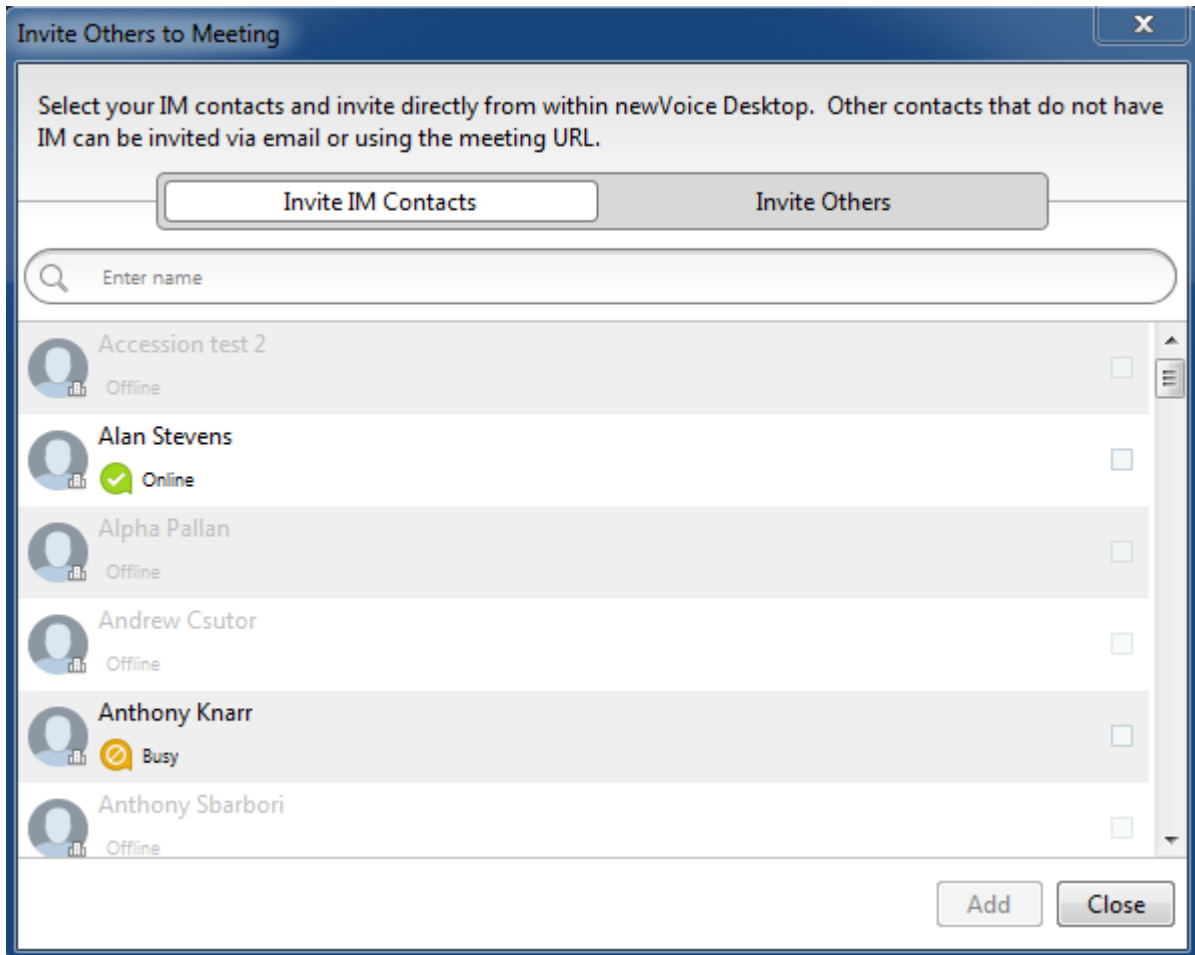 Invite Others to Meeting
X
Select your IM contacts and invite directly from within newVoice Desktop.  Other contacts that do not have
IM can be invited via email or using the meeting URL.
Invite IM Contacts
Invite Others
Enter name
Accession test 2
Offline
Alan Stevens
Online
Alpha Pallan
Offline
Andrew Csutor
Offline
Anthony Knarr
Busy
Anthony Sbarbori
Offline
Add
Close